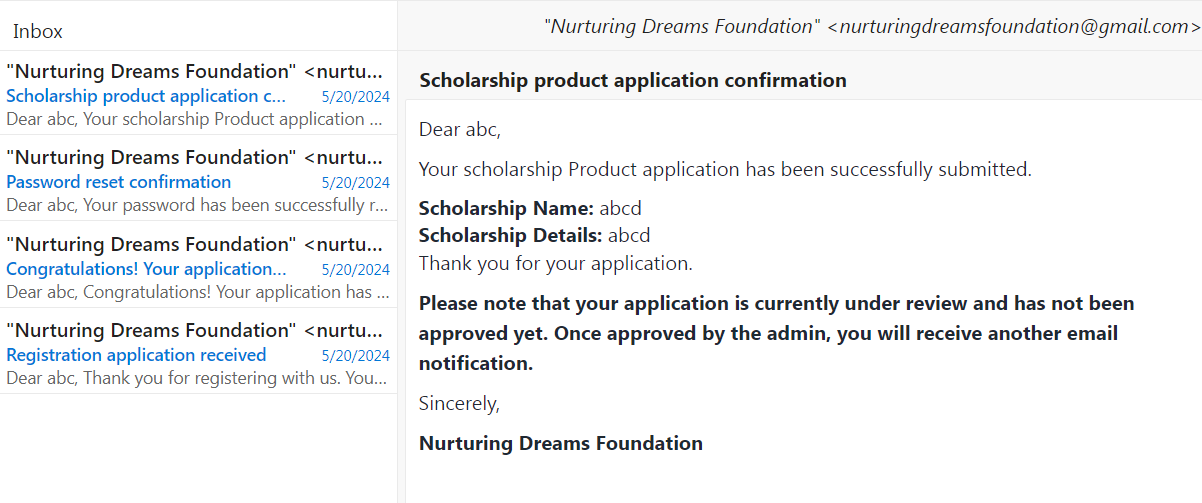 Inbox
"Nurturing Dreams Foundation" <nurtu...
Scholarship product application c... 5/20/2024
Dear abc, Your scholarship Product application ...
"Nurturing Dreams Foundation" <nurtu...
Password reset confirmation 5/20/2024
Dear abc, Your password has been successfully r...
"Nurturing Dreams Foundation" <nurtu...
Congratulations! Your application... 5/20/2024
Dear abc, Congratulations! Your application has ...
"Nurturing Dreams Foundation" <nurtu...
Registration application received 5/20/2024
Dear abc, Thank you for registering with us. You...
"Nurturing Dreams Foundation" <nurturingdreamsfoundation@gmail.com>
Scholarship product application confirmation
Dear abc,
Your scholarship Product application has been successfully submitted.
Scholarship Name: abcd
Scholarship Details: abcd
Thank you for your application.
Please note that your application is currently under review and has not been
approved yet. Once approved by the admin, you will receive another email
notification.
Sincerely,
Nurturing Dreams Foundation